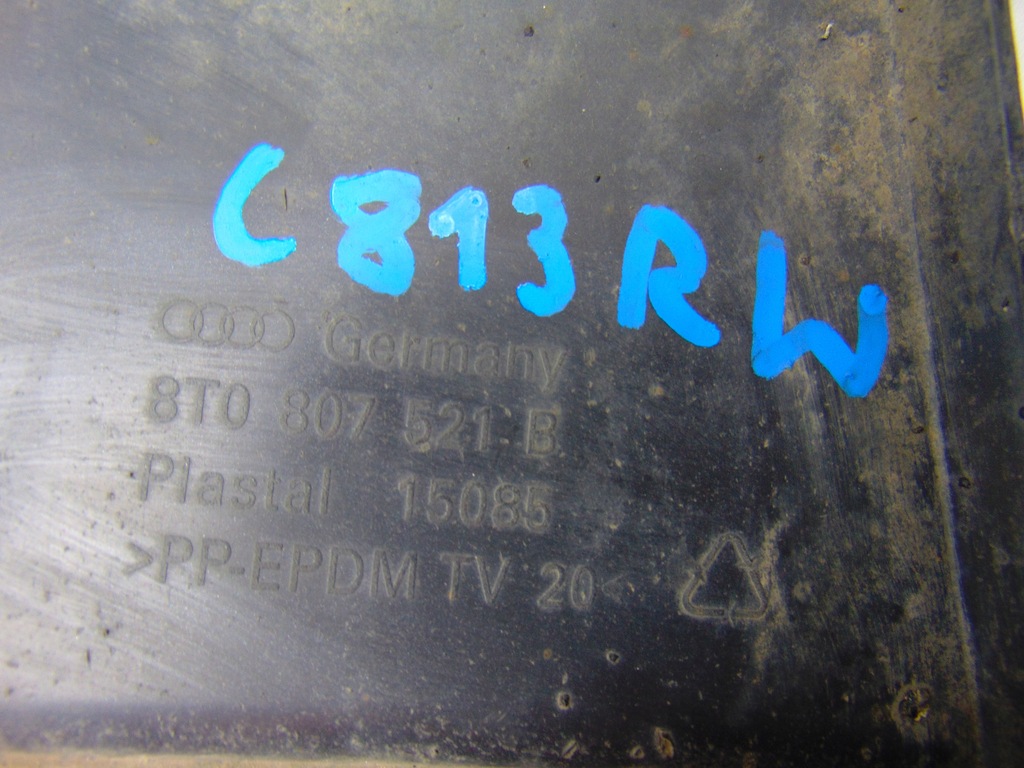 C813RW
Germany
8T0 807 521 B
Plastal 15085
>PP-EPDM TV 20<